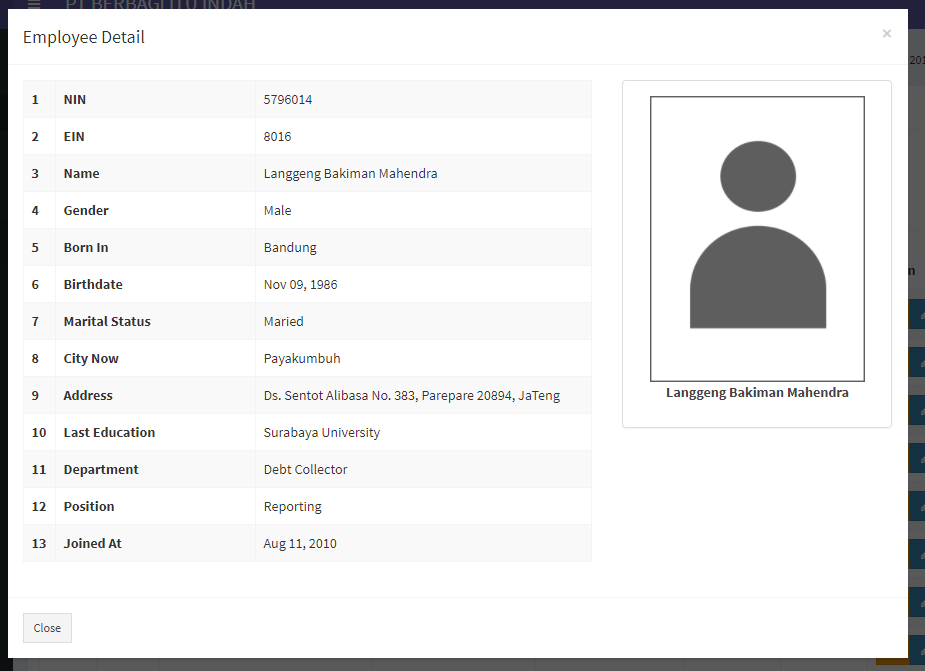 PT BERBAGI ITU INDAH
Employee Detail
×
201
1 NIN 5796014
2 EIN 8016
3 Name Langgeng Bakiman Mahendra
4 Gender Male
5 Born In Bandung
6 Birthdate Nov 09, 1986
7 Marital Status Maried
8 City Now Payakumbuh
9 Address Ds. Sentot Alibasa No. 383, Parepare 20894, JaTeng
10 Last Education Surabaya University
11 Department Debt Collector
12 Position Reporting
13 Joined At Aug 11, 2010
Langgeng Bakiman Mahendra
Close